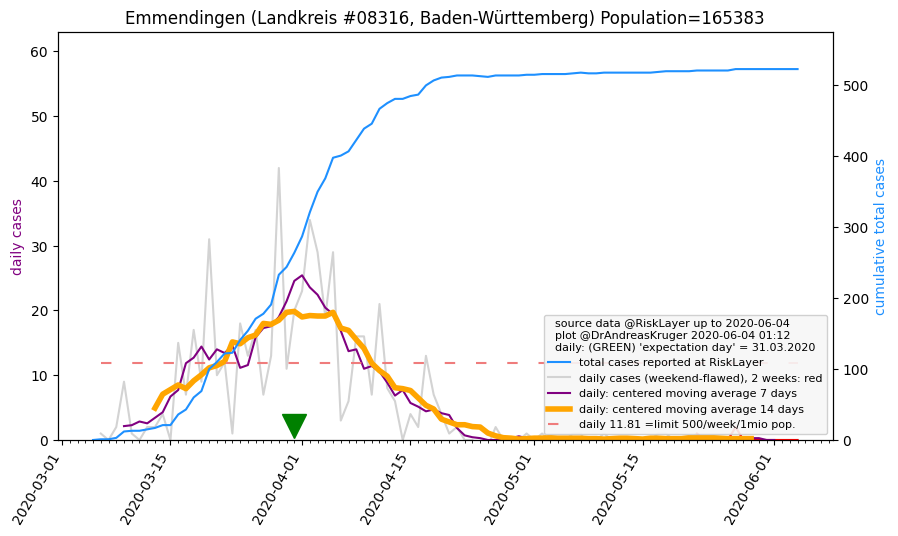 Emmendingen (Landkreis #08316, Baden-Württemberg) Population=165383
daily cases
60
50
40
30
20
10
0
500
400
300
200
100
0
cumulative total cases
source data @RiskLayer up to 2020-06-04
plot @DrAndreasKruger 2020-06-04 01:12
daily: (GREEN) 'expectation day' = 31.03.2020
total cases reported at RiskLayer
daily cases (weekend-flawed), 2 weeks: red
daily: centered moving average 7 days
daily: centered moving average 14 days
daily 11.81 =limit 500/week/1mio pop.
2020-03-01
2020-03-15
2020-04-01
2020-04-15
2020-05-01
2020-05-15
2020-06-01